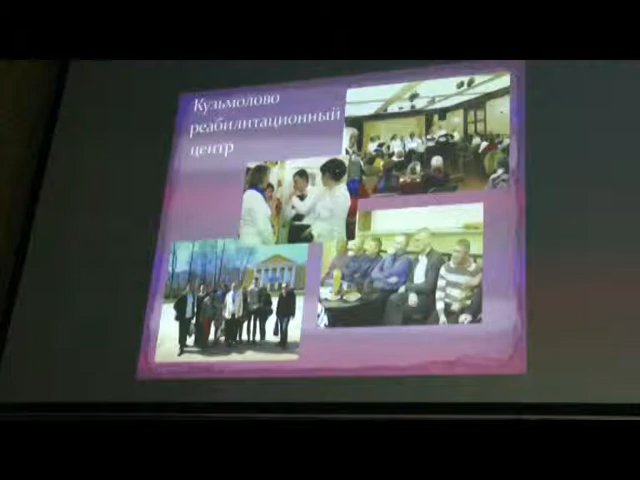 Кузьмолово
реабилитационный
центр